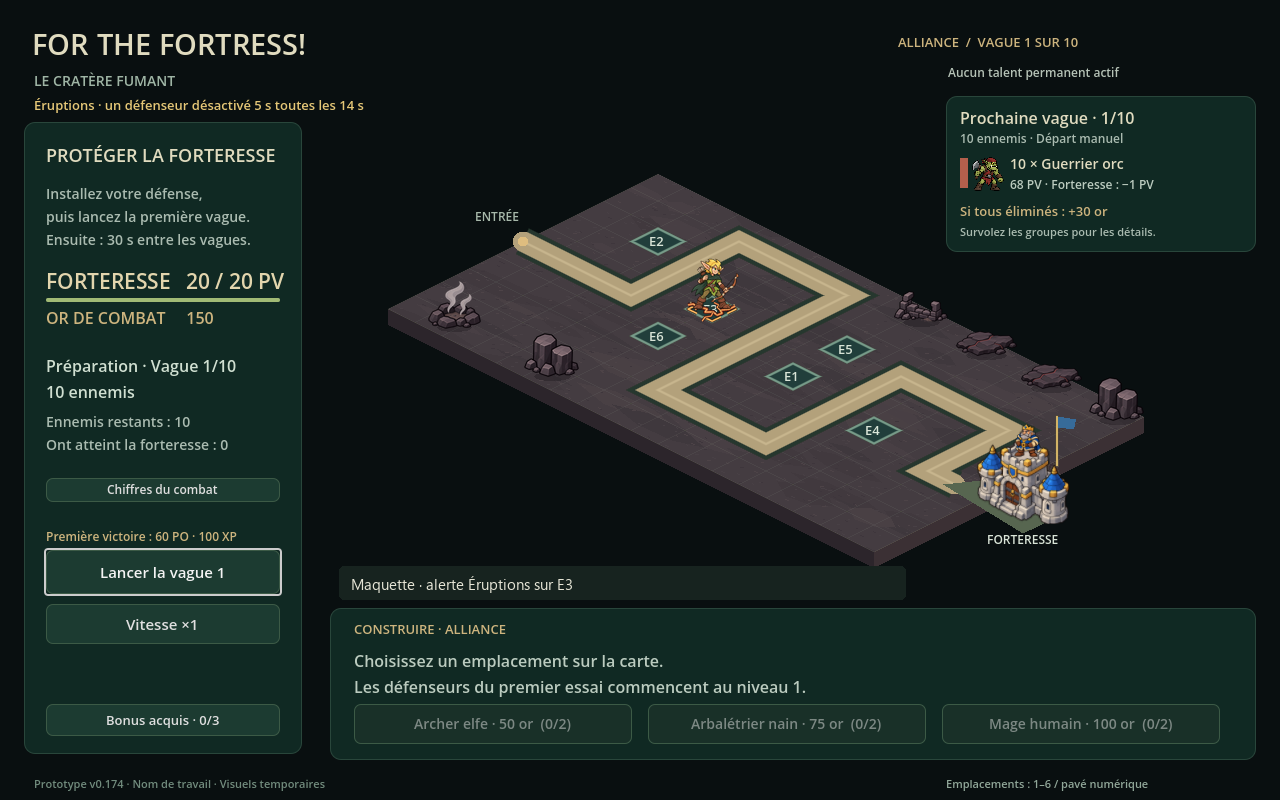 FOR THE FORTRESS!
LE CRATÈRE FUMANT
Éruptions · un défenseur désactivé 5 s toutes les 14 s
ALLIANCE / VAGUE 1 SUR 10
Aucun talent permanent actif
Prochaine vague · 1/10
10 ennemis · Départ manuel
10 × Guerrier orc
68 PV · Forteresse : −1 PV
Si tous éliminés : +30 or
Survolez les groupes pour les détails.
PROTÉGER LA FORTERESSE
Installez votre défense,
puis lancez la première vague.
Ensuite : 30 s entre les vagues.
FORTERESSE 20 / 20 PV
OR DE COMBAT 150
Préparation · Vague 1/10
10 ennemis
Ennemis restants : 10
Ont atteint la forteresse : 0
Chiffres du combat
Première victoire : 60 PO · 100 XP
Lancer la vague 1
Vitesse ×1
Bonus acquis · 0/3
ENTRÉE
E2
E6
E5
E1
E4
FORTERESSE
Maquette · alerte Éruptions sur E3
CONSTRUIRE · ALLIANCE
Choisissez un emplacement sur la carte.
Les défenseurs du premier essai commencent au niveau 1.
Archer elfe · 50 or (0/2)
Arbalétrier nain · 75 or (0/2)
Mage humain · 100 or (0/2)
Prototype v0.174 · Nom de travail · Visuels temporaires
Emplacements : 1–6 / pavé numérique